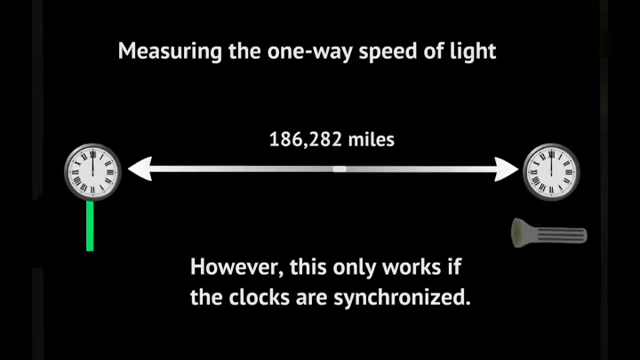 Measuring the one-way speed of light
186,282 miles
However, this only works if
the clocks are synchronized.